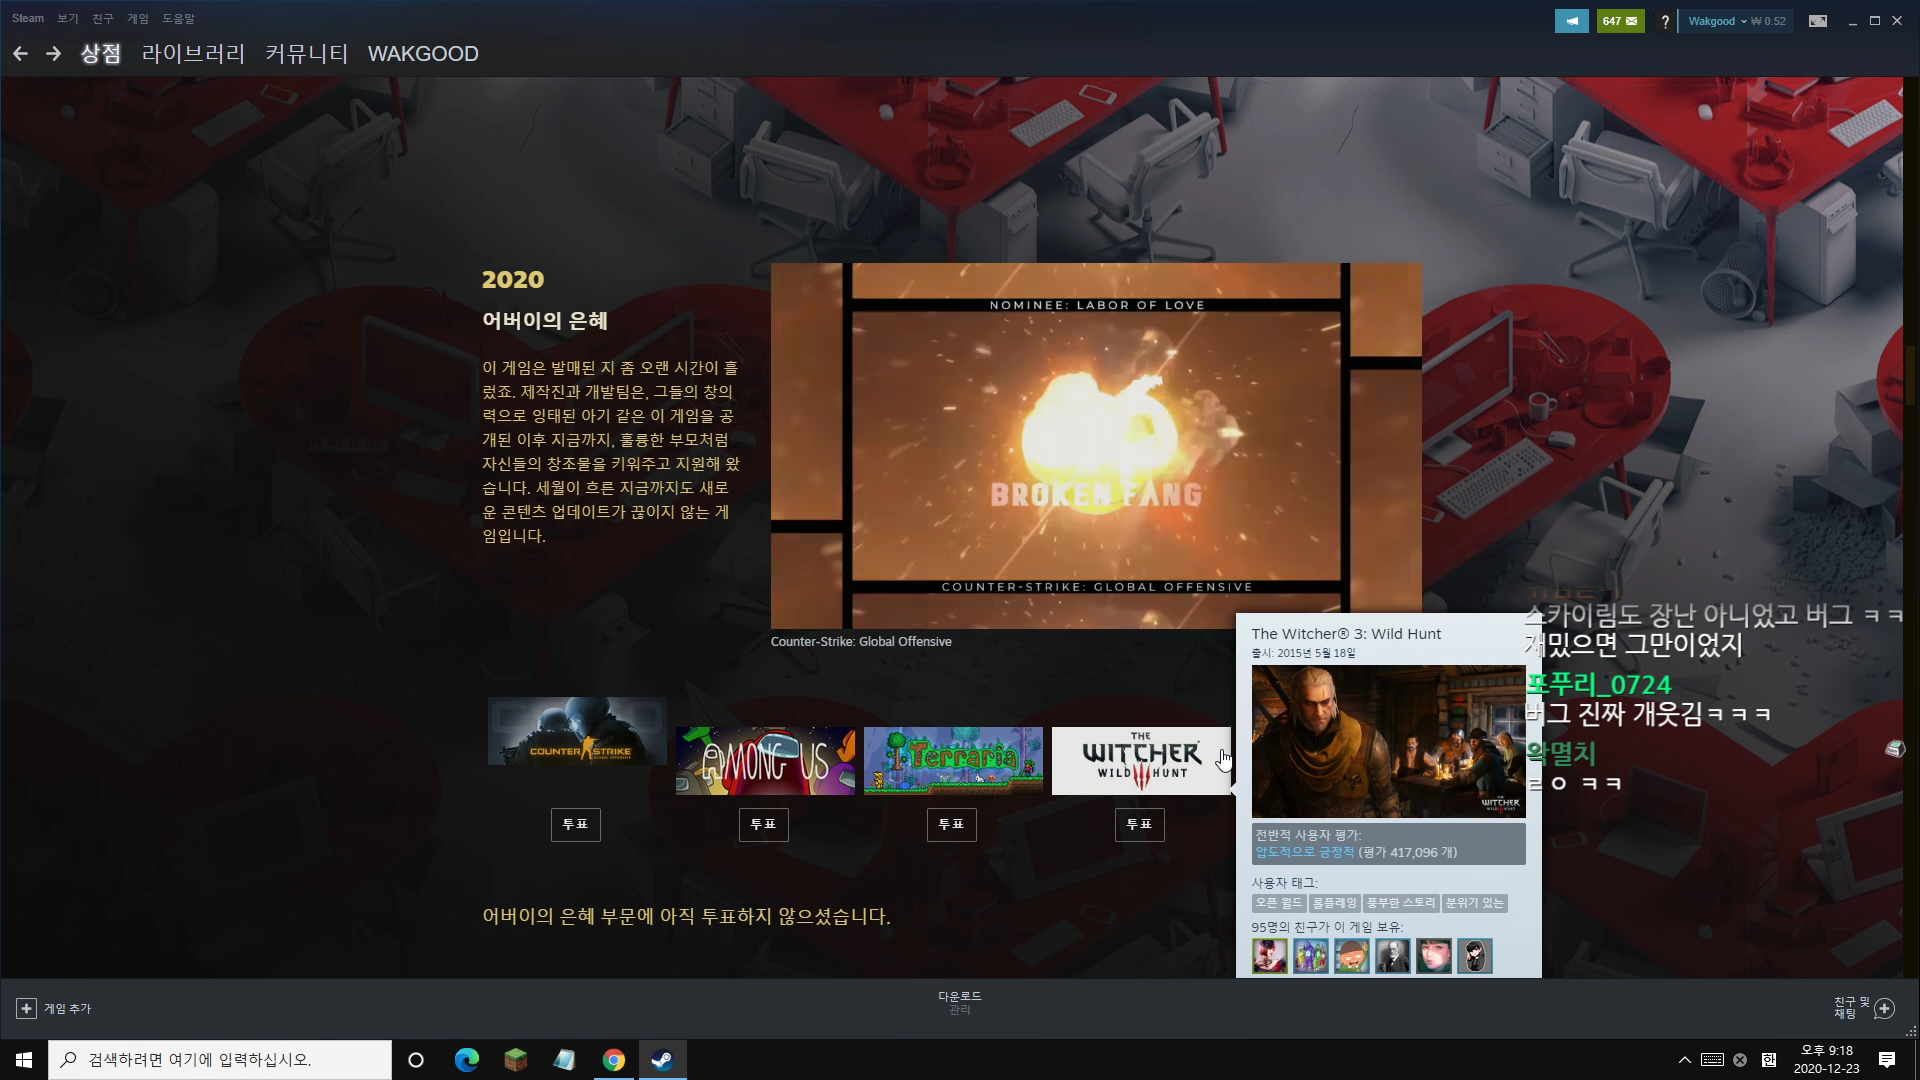 Steam 보기 친구 게임 도움말
647
?
Wakgood ₩ 0.52
상점 라이브러리 커뮤니티 WAKGOOD
2020
어버이의 은혜
이 게임은 발매된 지 좀 오랜 시간이 흘
렀죠. 제작진과 개발팀은, 그들의 창의
력으로 잉태된 아기 같은 이 게임을 공
개된 이후 지금까지, 훌륭한 부모처럼
자신들의 창조물을 키워주고 지원해 왔
습니다. 세월이 흐른 지금까지도 새로
운 콘텐츠 업데이트가 끊이지 않는 게
임입니다.
NOMINEE: LABOR OF LOVE
BROKEN FANG
COUNTER-STRIKE: GLOBAL OFFENSIVE
Counter-Strike: Global Offensive
COUNTER STRIKE
GLOBAL OFFENSIVE
AMONG US
Terraria
THE
WITCHER
WILD HUNT
투표 투표 투표 투표
어버이의 은혜 부문에 아직 투표하지 않으셨습니다.
The Witcher® 3: Wild Hunt
출시: 2015년 5월 18일
THE
WITCHER
WILD HUNT
전반적 사용자 평가:
압도적으로 긍정적 (평가 417,096 개)
사용자 태그:
오픈 월드 롤플레잉 풍부한 스토리 분위기 있는
95명의 친구가 이 게임 보유:
스카이림도 장난 아니었고 버그 ㅋㅋ
재밌으면 그만이었지
포푸리_0724
버그 진짜 개웃김ㅋㅋㅋ
왁멸치
ㄹㅇ ㅋㅋ
게임 추가
다운로드
관리
친구 및
채팅
검색하려면 여기에 입력하십시오.
한
오후 9:18
2020-12-23